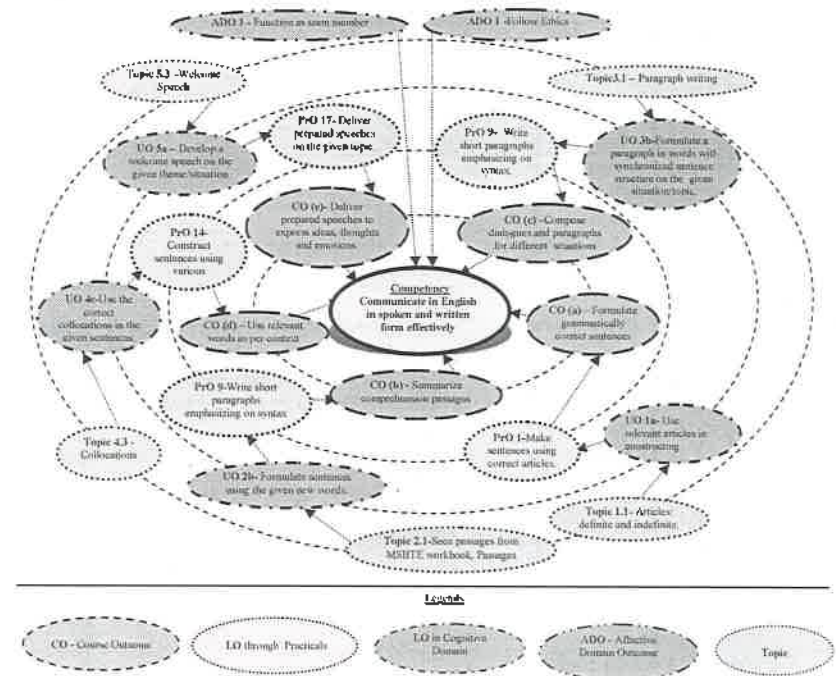 ADO 3 - Function as team member
ADO 1 -Follow Ethics
Topic 5.3 -Welcome
Speech
Topic3.1 – Paragraph writing
PrO 17- Deliver
prepared speeches
on the given topic
PrO 9- Write
short paragraphs
emphasizing on
syntax.
UO 5a – Develop a
welcome speech on the
given theme/situation
UO 3b-Formulate a
paragraph in words with
synchronized sentence
structure on the given
situation/topic.
CO (e)- Deliver
prepared speeches to
express ideas, thoughts
and emotions
CO (c) -Compose
dialogues and paragraphs
for different situations
PrO 14-
Construct
sentences using
various
Competency
Communicate in English
in spoken and written
form effectively
UO 4c-Use the
correct
collocations in the
given sentences
CO (d) – Use relevant
words as per context
CO (a) – Formulate
grammatically
correct sentences
CO (b) - Summarize
comprehension passages
PrO 9-Write short
paragraphs
emphasizing on syntax
UO 1a- Use
relevant articles in
constructing
PrO 1-Make
sentences using
correct articles.
Topic 4.3 -
Collocations
UO 2b- Formulate sentences
using the given new words.
Topic 1.1- Articles:
definite and indefinite.
Topic 2.1-Seen passages from
MSBTE workbook, Passages
Legends
CO - Course Outcome
LO through Practicals
LO in Cognitive
Domain
ADO - Affective
Domain Outcome
Topic